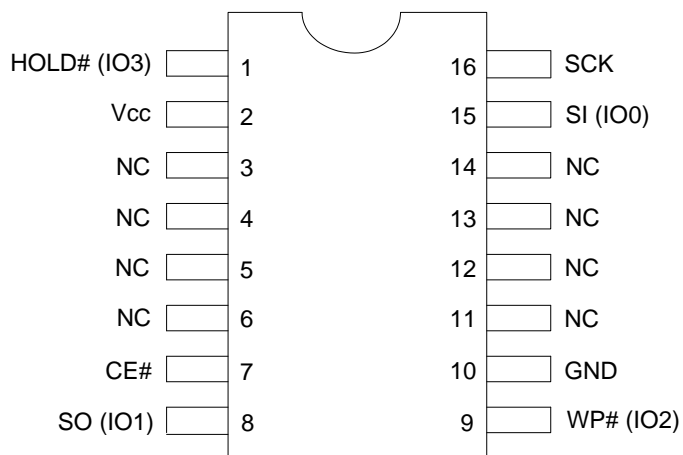 HOLD# (IO3) 1 16 SCK
Vcc 2 15 SI (IO0)
NC 3 14 NC
NC 4 13 NC
NC 5 12 NC
NC 6 11 NC
CE# 7 10 GND
SO (IO1) 8 9 WP# (IO2)